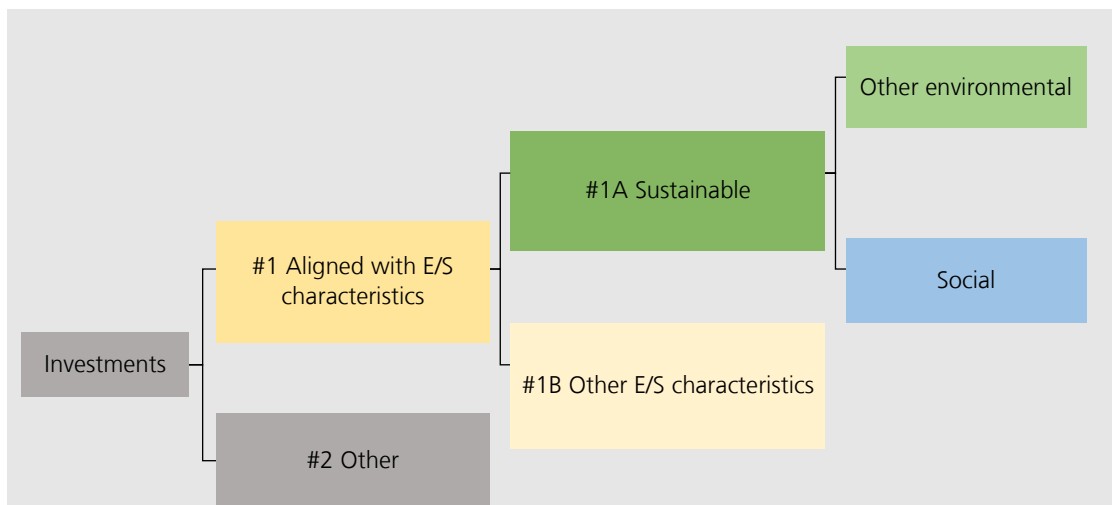 Other environmental
#1A Sustainable
#1 Aligned with E/S
characteristics
Social
Investments
#1B Other E/S characteristics
#2 Other